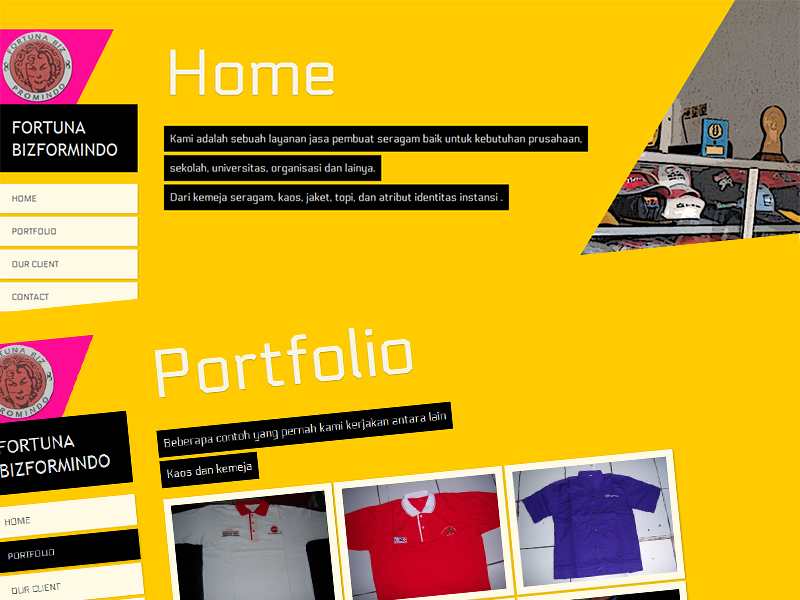 FORTUNA BIZ
PROMINDO
FORTUNA
BIZFORMINDO
HOME
PORTFOLIO
OUR CLIENT
CONTACT
Home
Kami adalah sebuah layanan jasa pembuat seragam baik untuk kebutuhan prusahaan,
sekolah, universitas, organisasi dan lainya.
Dari kemeja seragam, kaos, jaket, topi, dan atribut identitas instansi .
FORTUNA BIZ
PROMINDO
FORTUNA
BIZFORMINDO
HOME
PORTFOLIO
OUR CLIENT
Portfolio
Beberapa contoh yang pernah kami kerjakan antara lain
Kaos dan kemeja